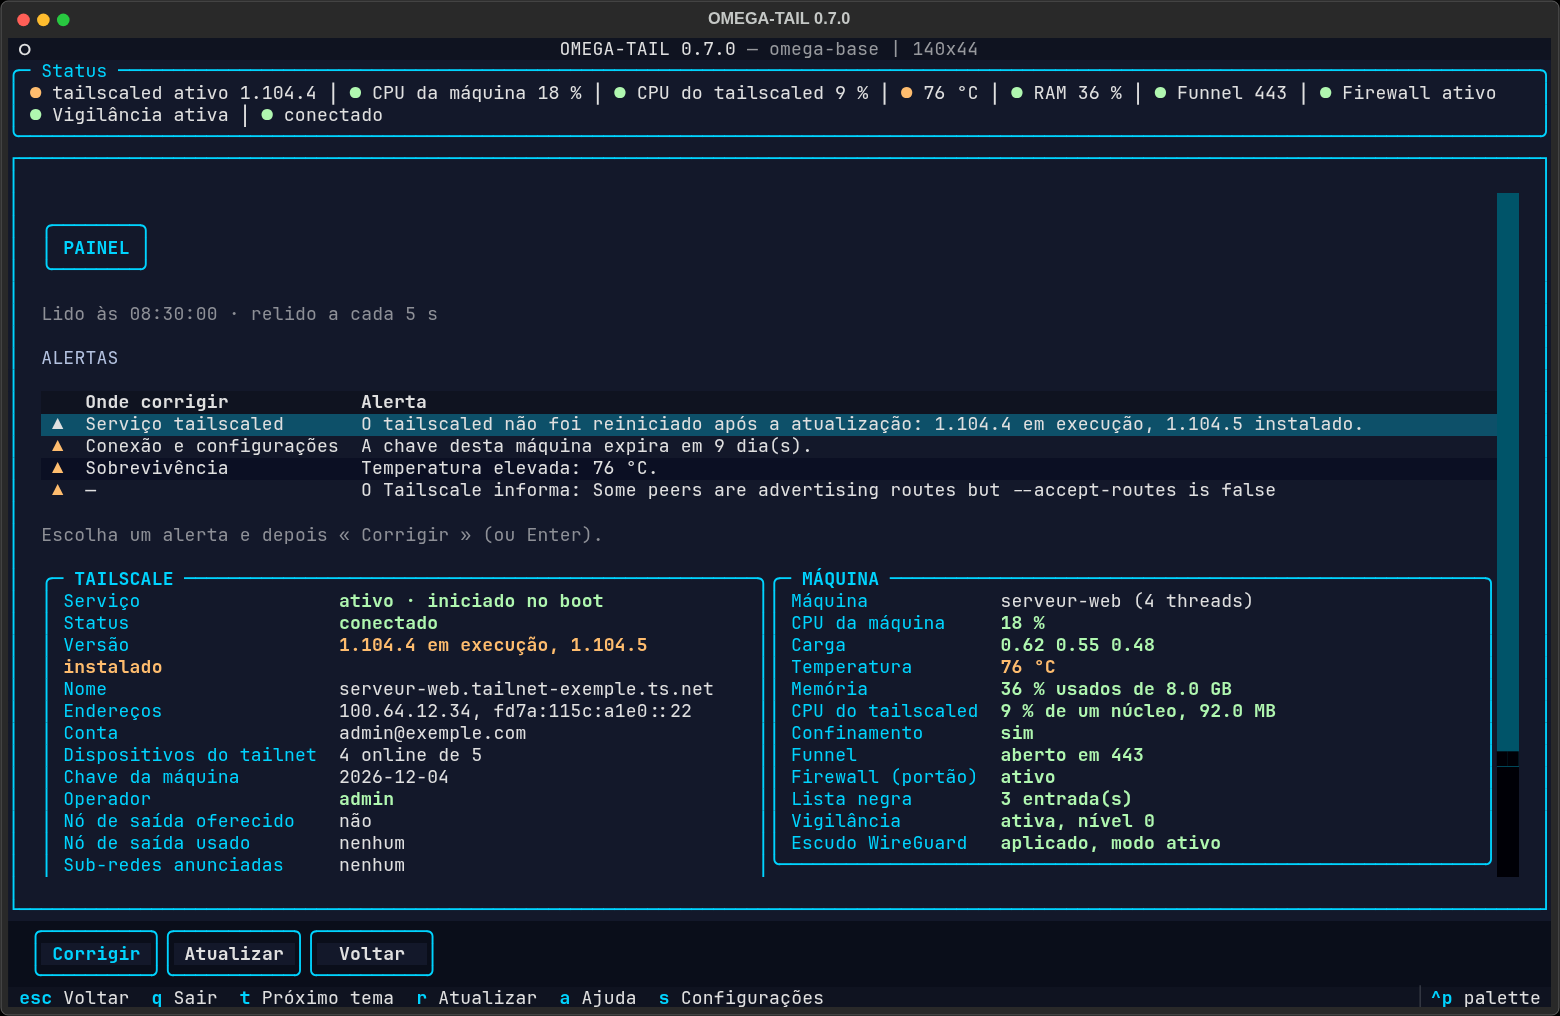 OMEGA-TAIL 0.7.0
O OMEGA-TAIL 0.7.0 — omega-base | 140x44
Status
● tailscaled ativo 1.104.4 │ ● CPU da máquina 18 % │ ● CPU do tailscaled 9 % │ ● 76 °C │ ● RAM 36 % │ ● Funnel 443 │ ● Firewall ativo
● Vigilância ativa │ ● conectado
PAINEL
Lido às 08:30:00 · relido a cada 5 s
ALERTAS
Onde corrigir Alerta
▲ Serviço tailscaled O tailscaled não foi reiniciado após a atualização: 1.104.4 em execução, 1.104.5 instalado.
▲ Conexão e configurações A chave desta máquina expira em 9 dia(s).
▲ Sobrevivência Temperatura elevada: 76 °C.
▲ — O Tailscale informa: Some peers are advertising routes but --accept-routes is false
Escolha um alerta e depois « Corrigir » (ou Enter).
TAILSCALE
Serviço ativo · iniciado no boot
Status conectado
Versão 1.104.4 em execução, 1.104.5
instalado
Nome serveur-web.tailnet-exemple.ts.net
Endereços 100.64.12.34, fd7a:115c:a1e0::22
Conta admin@exemple.com
Dispositivos do tailnet 4 online de 5
Chave da máquina 2026-12-04
Operador admin
Nó de saída oferecido não
Nó de saída usado nenhum
Sub-redes anunciadas nenhum
MÁQUINA
Máquina serveur-web (4 threads)
CPU da máquina 18 %
Carga 0.62 0.55 0.48
Temperatura 76 °C
Memória 36 % usados de 8.0 GB
CPU do tailscaled 9 % de um núcleo, 92.0 MB
Confinamento sim
Funnel aberto em 443
Firewall (portão) ativo
Lista negra 3 entrada(s)
Vigilância ativa, nível 0
Escudo WireGuard aplicado, modo ativo
Corrigir Atualizar Voltar
esc Voltar q Sair t Próximo tema r Atualizar a Ajuda s Configurações ^p palette